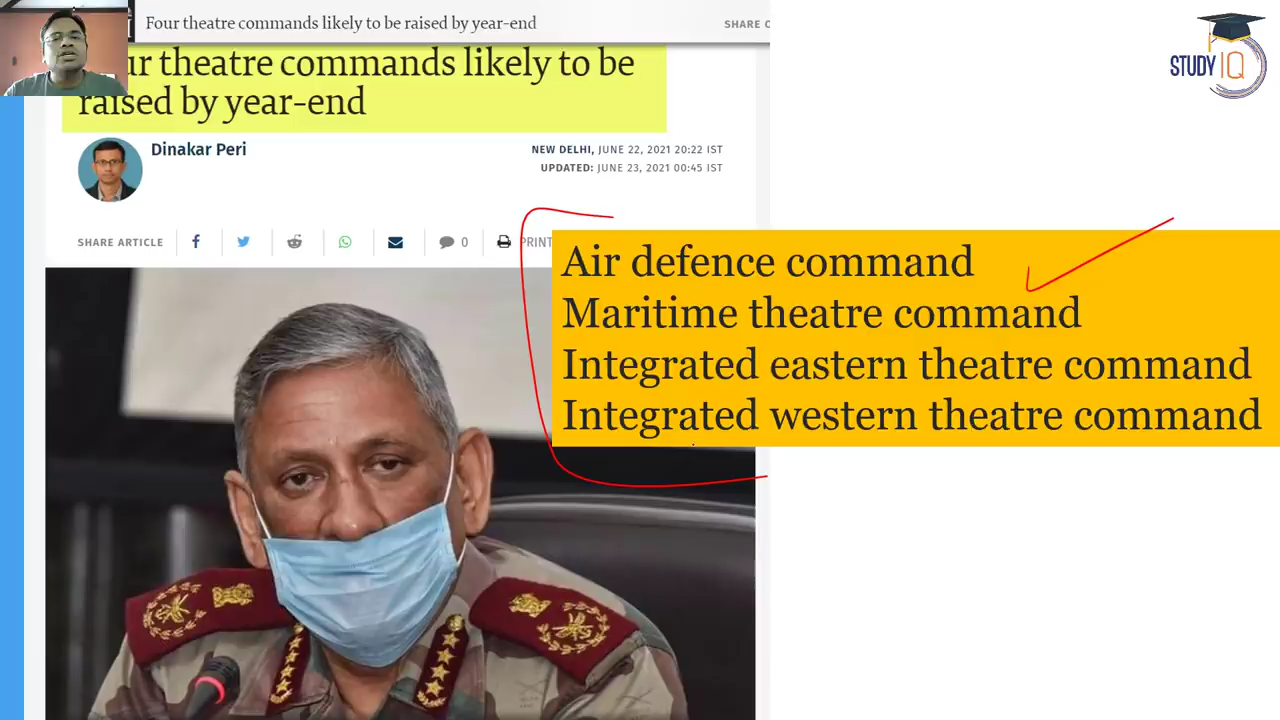 Four theatre commands likely to be raised by year-end
SHARE
ur theatre commands likely to be
raised by year-end
Dinakar Peri
NEW DELHI, JUNE 22, 2021 20:22 IST
UPDATED: JUNE 23, 2021 00:45 IST
SHARE ARTICLE
0
PRINT
Air defence command
Maritime theatre command
Integrated eastern theatre command
Integrated western theatre command
STUDY IQ